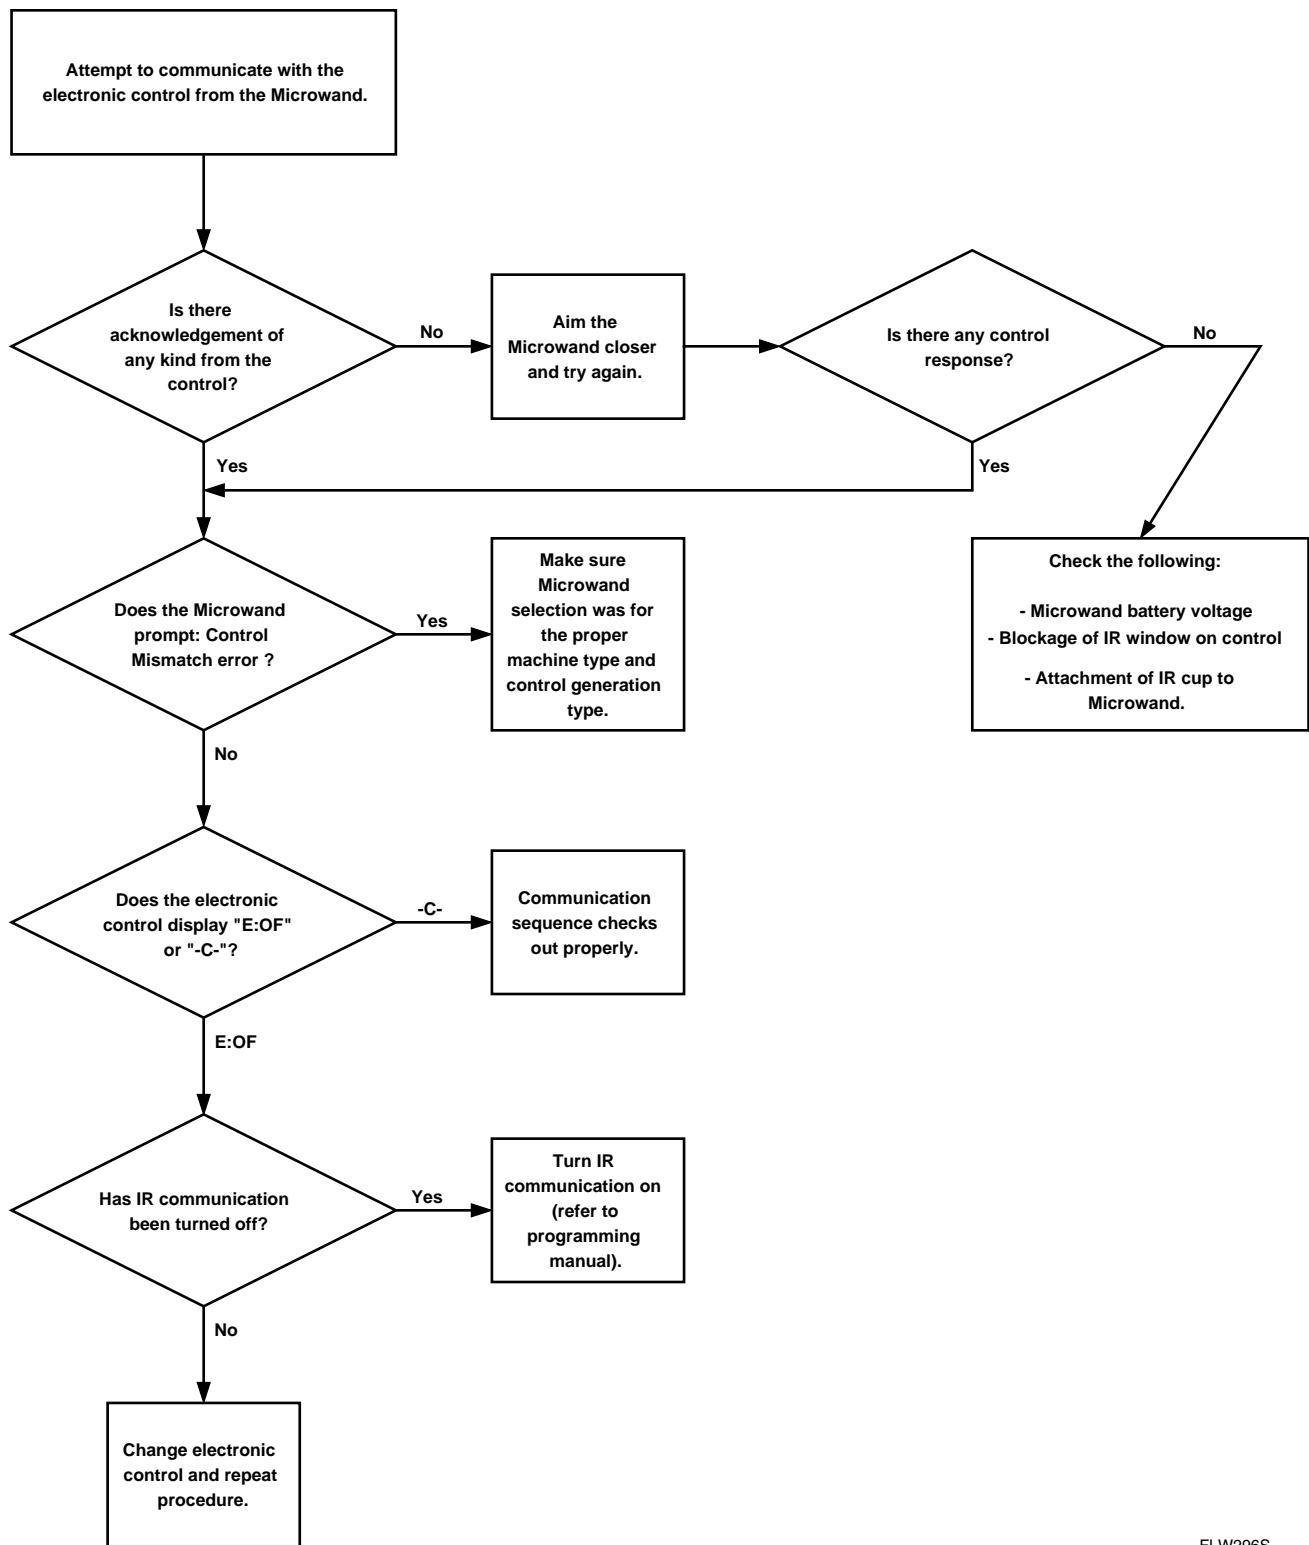 Attempt to communicate with the
electronic control from the Microwand.
Is there
acknowledgement of
any kind from the
control?
No
Aim the
Microwand closer
and try again.
Is there any control
response?
No
Yes
Yes
Does the Microwand
prompt: Control
Mismatch error ?
Yes
Make sure
Microwand
selection was for
the proper
machine type and
control generation
type.
Check the following:
- Microwand battery voltage
- Blockage of IR window on control
- Attachment of IR cup to
Microwand.
No
Does the electronic
control display "E:OF"
or "-C-"?
-C-
Communication
sequence checks
out properly.
E:OF
Has IR communication
been turned off?
Yes
Turn IR
communication on
(refer to
programming
manual).
No
Change electronic
control and repeat
procedure.